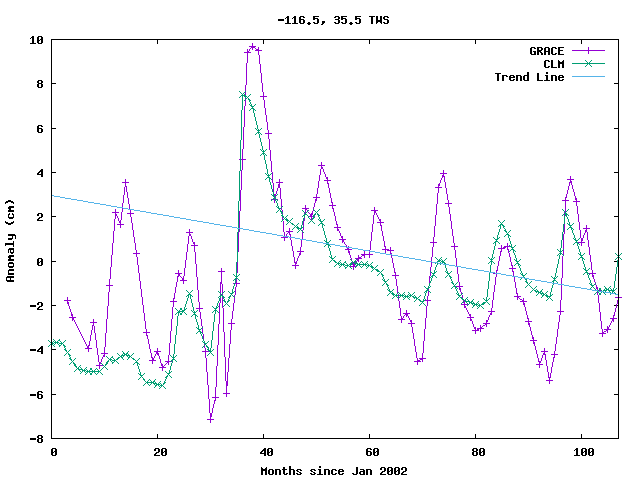 -116.5, 35.5 TWS
GRACE
CLM
Trend Line
10
8
6
4
2
0
-2
-4
-6
-8
Anomaly (cm)
0 20 40 60 80 100
Months since Jan 2002